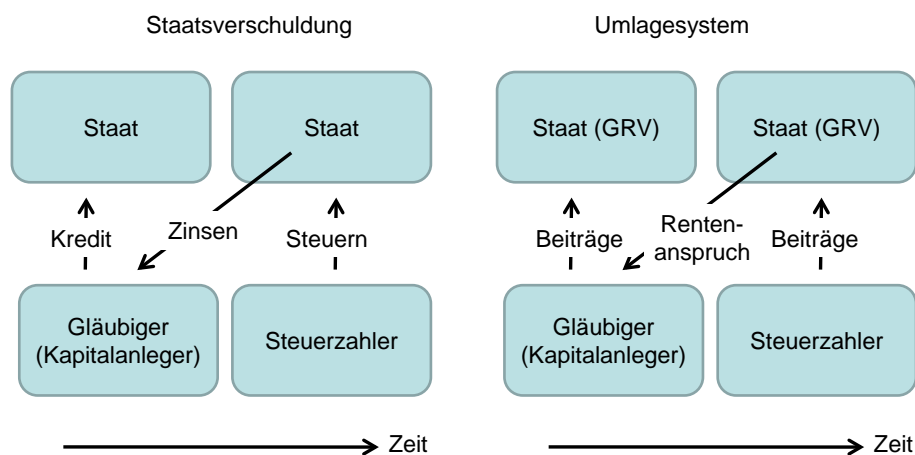 Staatsverschuldung
Umlagesystem
Staat
Staat
Staat (GRV)
Staat (GRV)
Kredit
Zinsen
Steuern
Beiträge
Renten-
anspruch
Beiträge
Gläubiger
(Kapitalanleger)
Steuerzahler
Gläubiger
(Kapitalanleger)
Steuerzahler
Zeit
Zeit